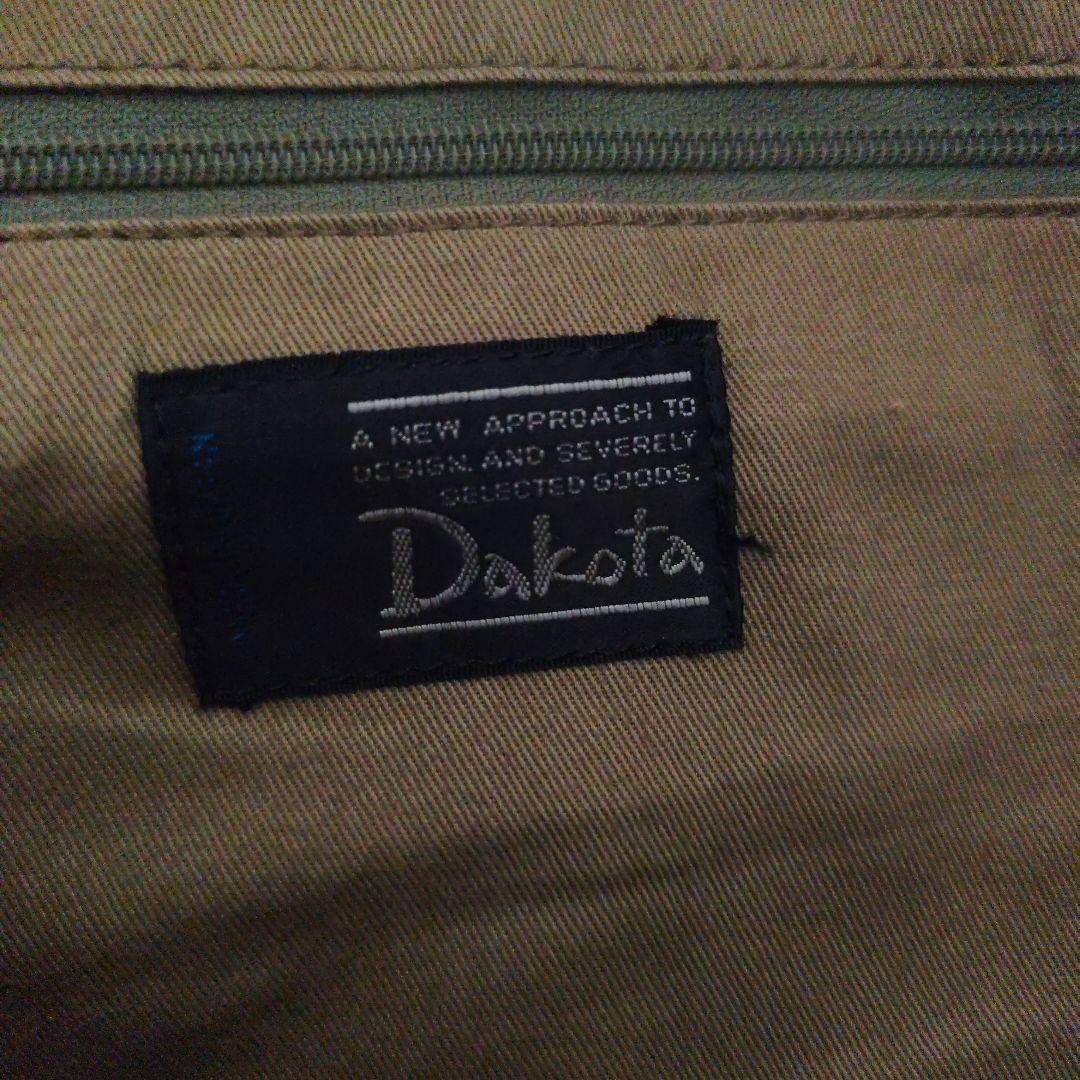 A NEW APPROACH TO
DESIGN. AND SEVERELY
SELECTED GOODS.
Dakota